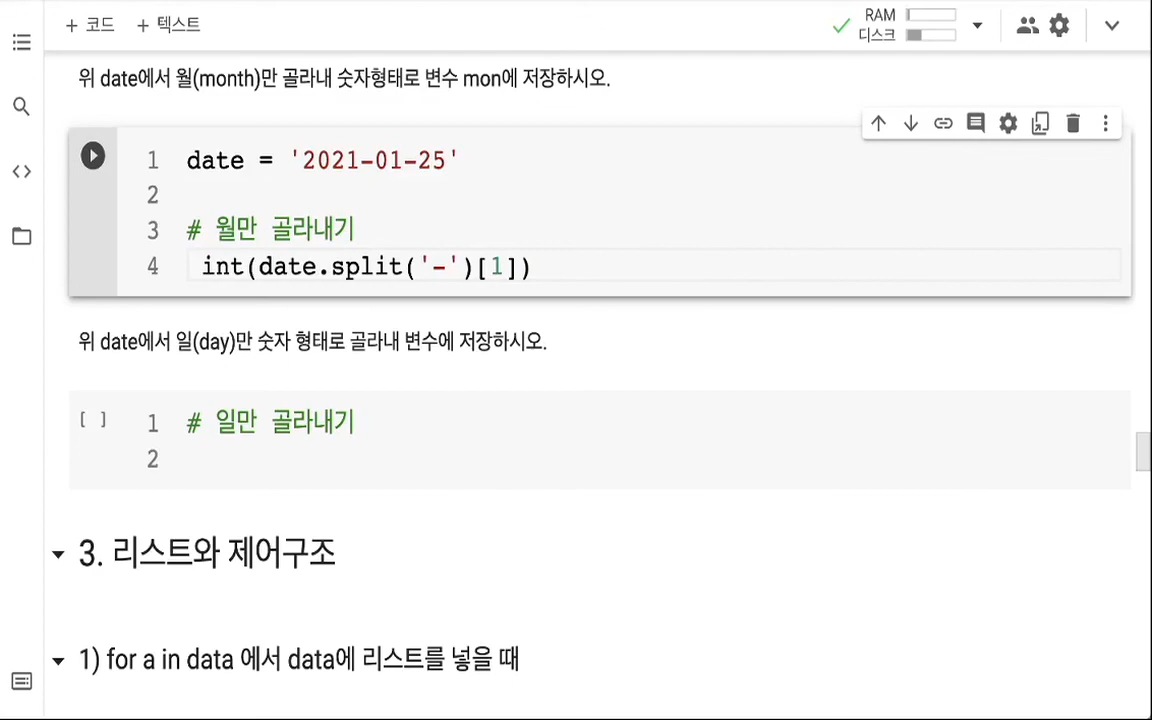 + 코드 + 텍스트
RAM
디스크
위 date에서 월(month)만 골라내 숫자형태로 변수 mon에 저장하시오.
1 date = '2021-01-25'
2
3 # 월만 골라내기
4 int(date.split('-')[1])
위 date에서 일(day)만 숫자 형태로 골라내 변수에 저장하시오.
[ ] 1 # 일만 골라내기
2
3. 리스트와 제어구조
1) for a in data 에서 data에 리스트를 넣을 때